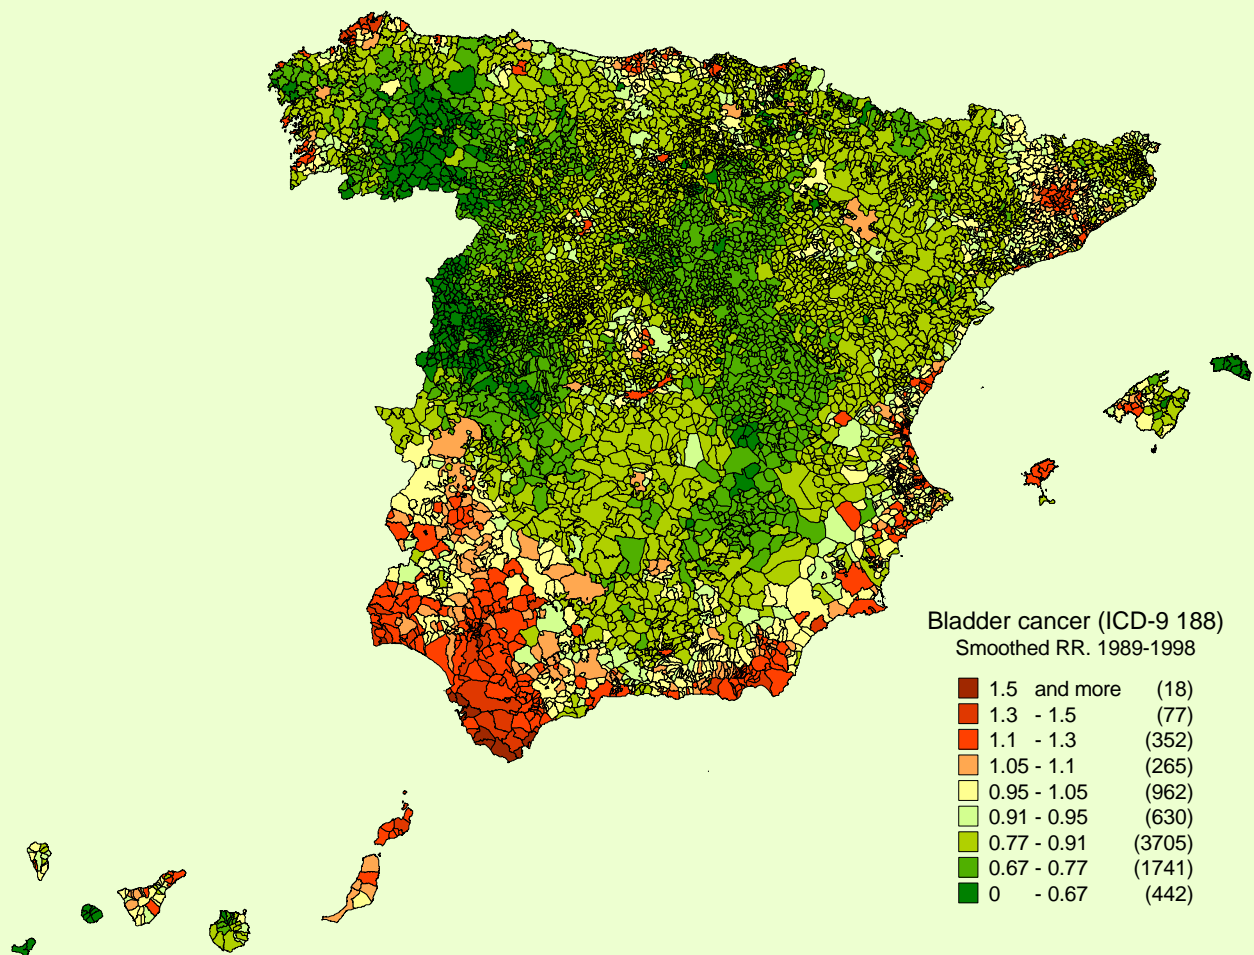 Bladder cancer (ICD-9 188)
Smoothed RR. 1989-1998
1.5 and more (18)
1.3 - 1.5 (77)
1.1 - 1.3 (352)
1.05 - 1.1 (265)
0.95 - 1.05 (962)
0.91 - 0.95 (630)
0.77 - 0.91 (3705)
0.67 - 0.77 (1741)
0 - 0.67 (442)